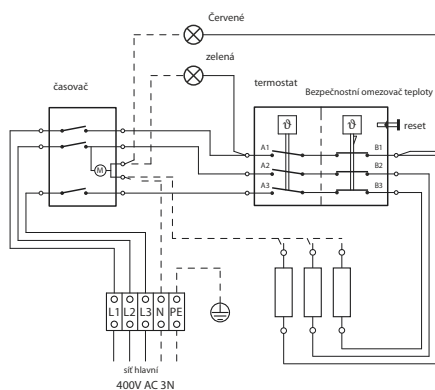 Červené
zelená
časovač
termostat
Bezpečnostní omezovač teploty
ϑ
ϑ
reset
A1
B1
A2
B2
A3
B3
M
L1 L2 L3 N PE
síť hlavní
400V AC 3N